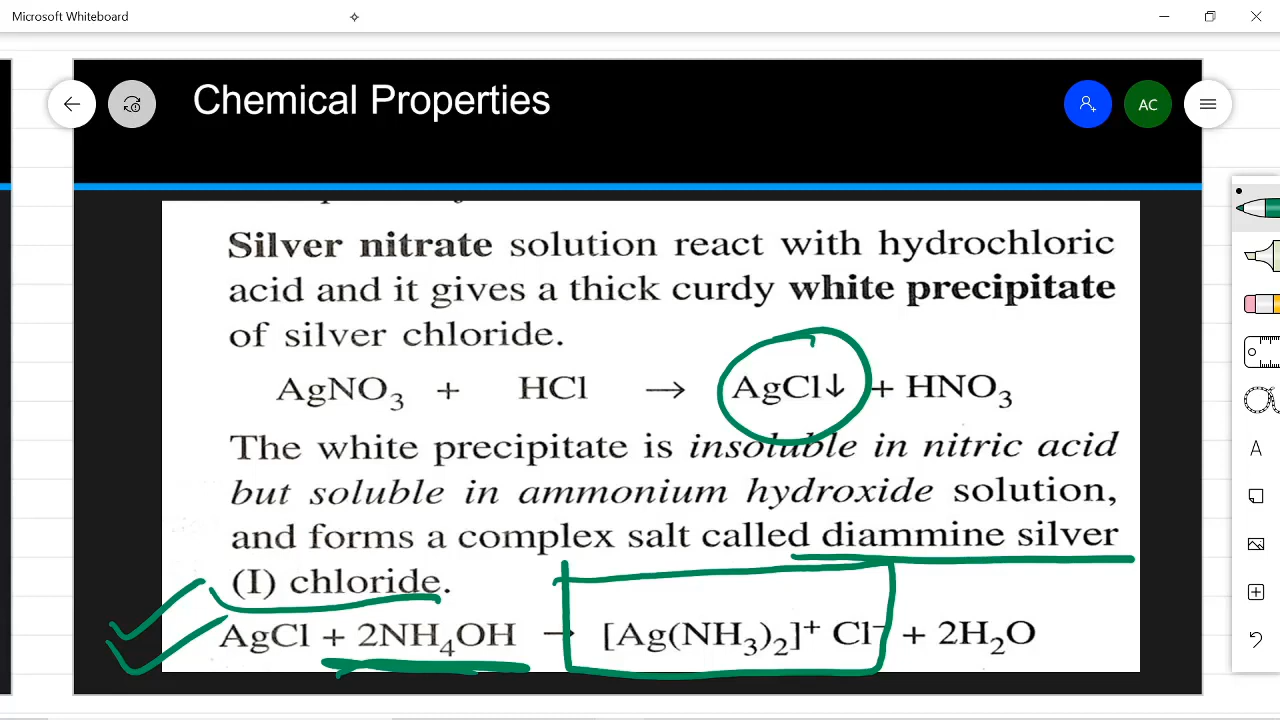 Microsoft Whiteboard
Chemical Properties
AC
Silver nitrate solution react with hydrochloric
acid and it gives a thick curdy white precipitate
of silver chloride.
AgNO₃ + HCl → AgCl↓ + HNO₃
The white precipitate is insoluble in nitric acid
but soluble in ammonium hydroxide solution,
and forms a complex salt called diammine silver
(I) chloride.
AgCl + 2NH₄OH → [Ag(NH₃)₂]⁺ Cl⁻ + 2H₂O